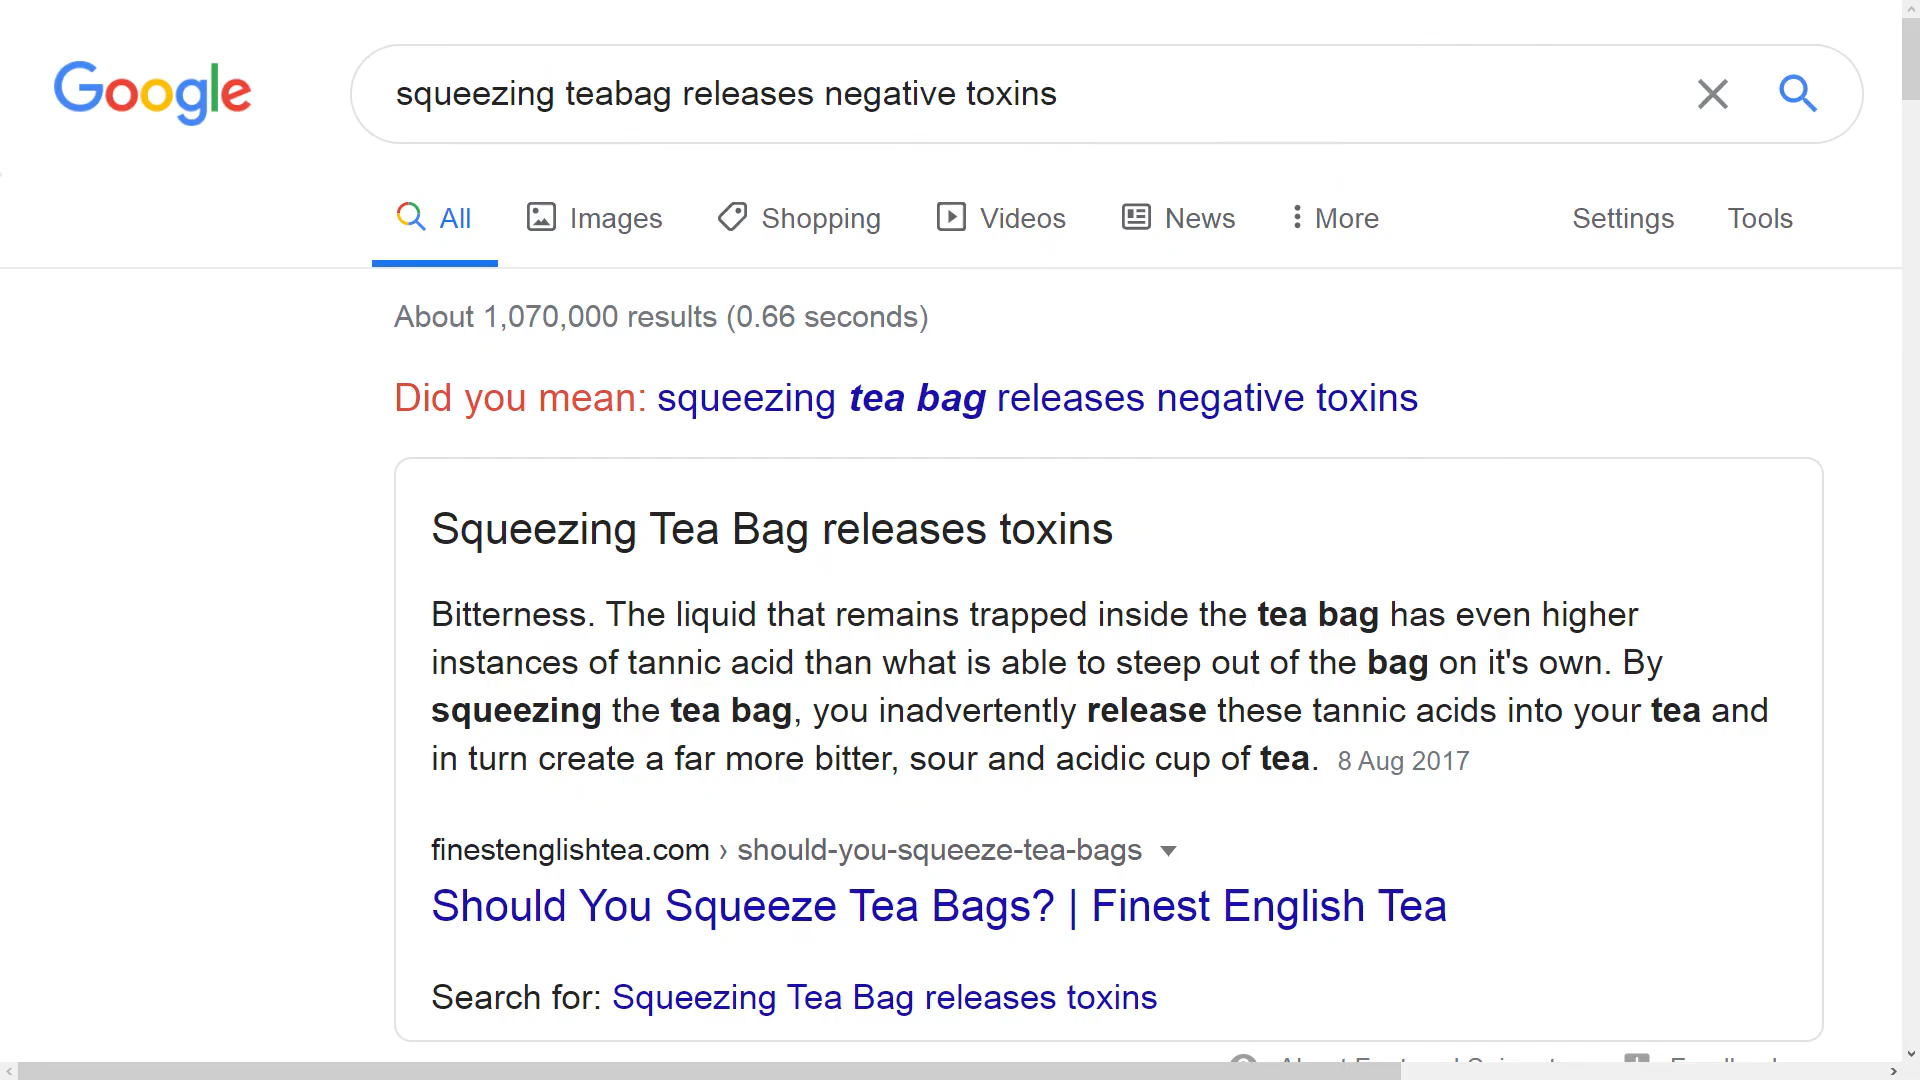 Google
squeezing teabag releases negative toxins
All Images Shopping Videos News More Settings Tools
About 1,070,000 results (0.66 seconds)
Did you mean: squeezing tea bag releases negative toxins
Squeezing Tea Bag releases toxins
Bitterness. The liquid that remains trapped inside the tea bag has even higher
instances of tannic acid than what is able to steep out of the bag on it's own. By
squeezing the tea bag, you inadvertently release these tannic acids into your tea and
in turn create a far more bitter, sour and acidic cup of tea. 8 Aug 2017
finestenglishtea.com › should-you-squeeze-tea-bags
Should You Squeeze Tea Bags? | Finest English Tea
Search for: Squeezing Tea Bag releases toxins